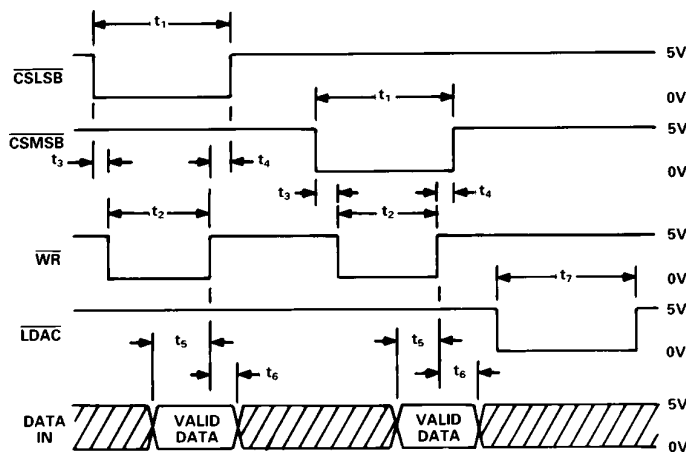 t₁
CSLSB
5V
0V
t₁
CSMSB
5V
0V
t₃
t₄
t₃
t₄
t₂
t₂
WR
5V
0V
t₇
LDAC
5V
0V
t₅
t₆
t₅
t₆
DATA
IN
VALID
DATA
VALID
DATA
5V
0V